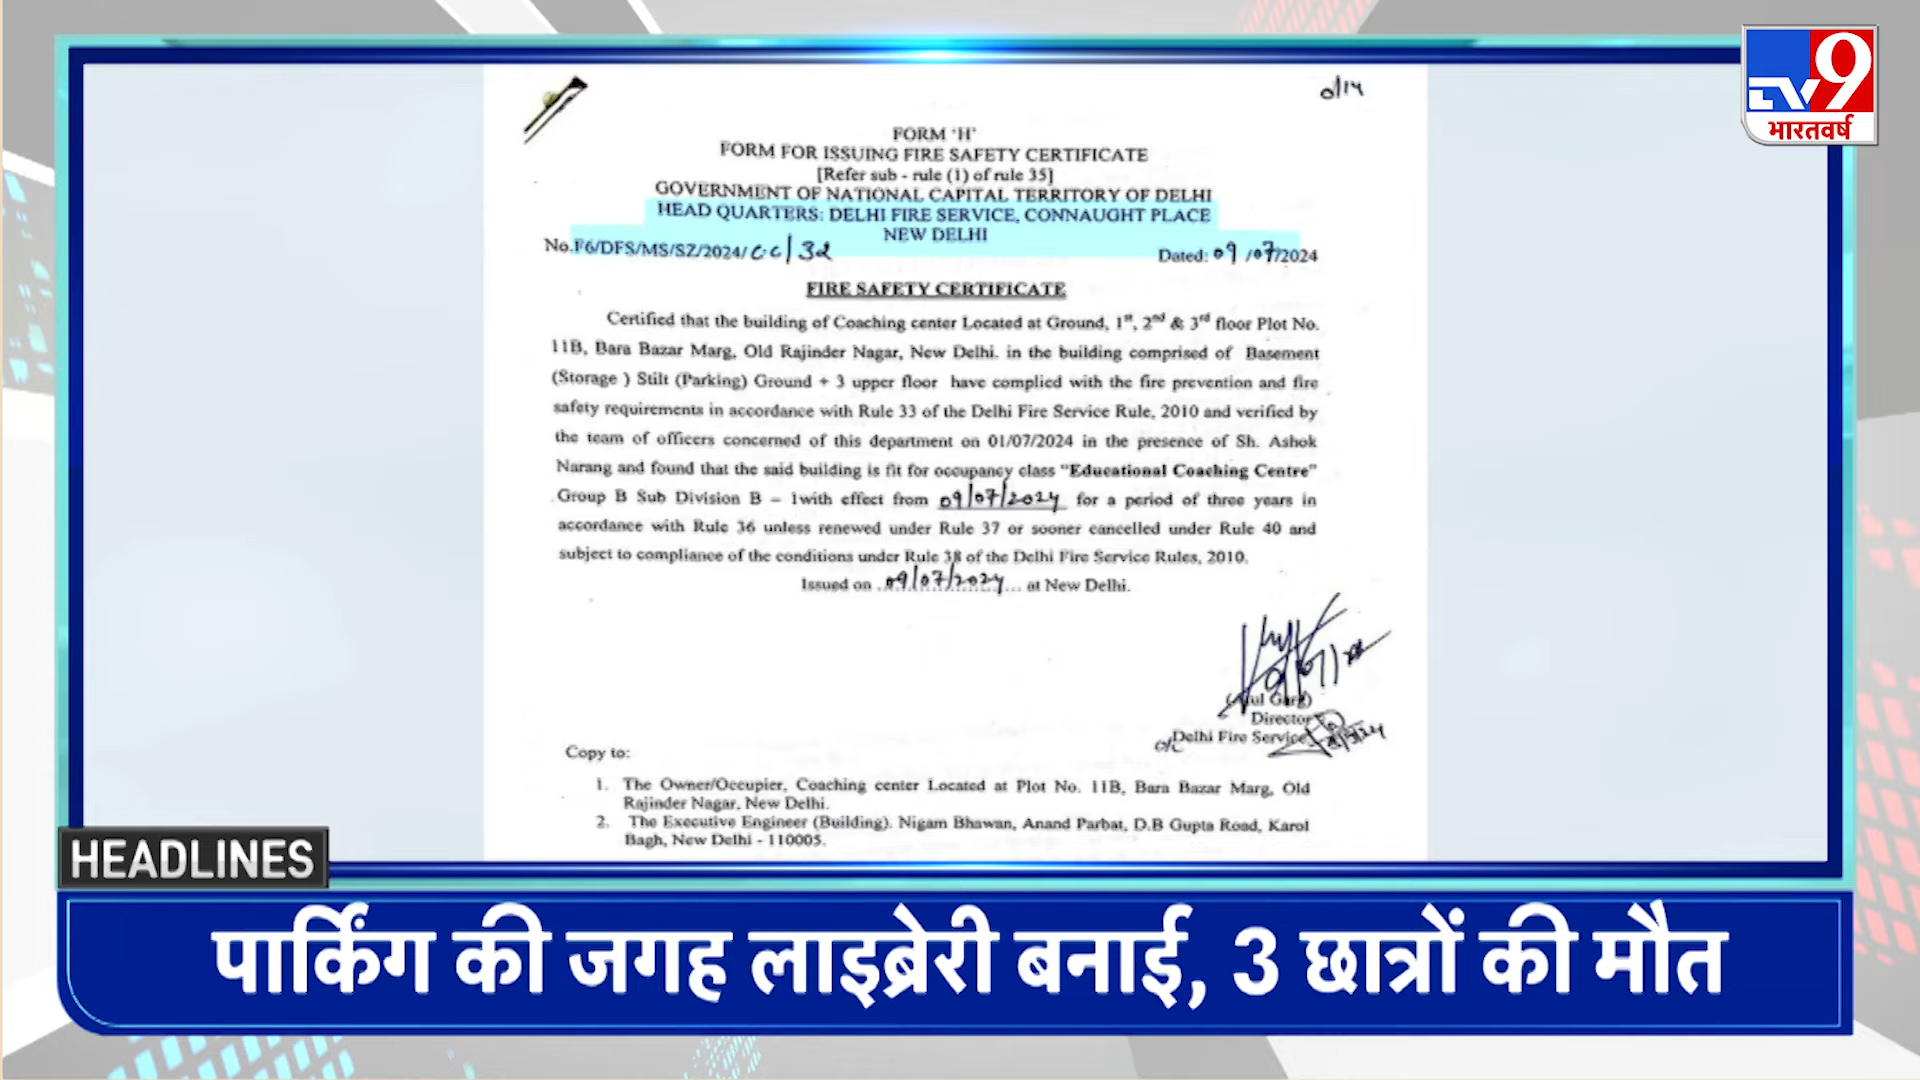 TV9
भारतवर्ष
0/14
FORM 'H'
FORM FOR ISSUING FIRE SAFETY CERTIFICATE
[Refer sub - rule (1) of rule 35]
GOVERNMENT OF NATIONAL CAPITAL TERRITORY OF DELHI
HEAD QUARTERS: DELHI FIRE SERVICE, CONNAUGHT PLACE
NEW DELHI
No.F6/DFS/MS/SZ/2024/ C.C/32 Dated: 09/07/2024
FIRE SAFETY CERTIFICATE
Certified that the building of Coaching center Located at Ground, 1st, 2nd & 3rd floor Plot No.
11B, Bara Bazar Marg, Old Rajinder Nagar, New Delhi. in the building comprised of Basement
(Storage ) Stilt (Parking) Ground + 3 upper floor have complied with the fire prevention and fire
safety requirements in accordance with Rule 33 of the Delhi Fire Service Rule, 2010 and verified by
the team of officers concerned of this department on 01/07/2024 in the presence of Sh. Ashok
Narang and found that the said building is fit for occupancy class "Educational Coaching Centre"
Group B Sub Division B – 1with effect from 09/07/2024 for a period of three years in
accordance with Rule 36 unless renewed under Rule 37 or sooner cancelled under Rule 40 and
subject to compliance of the conditions under Rule 38 of the Delhi Fire Service Rules, 2010.
Issued on 09/07/2024 at New Delhi.
Garg)
Director
Delhi Fire Service
Copy to:
1. The Owner/Occupier, Coaching center Located at Plot No. 11B, Bara Bazar Marg, Old
Rajinder Nagar, New Delhi.
2. The Executive Engineer (Building). Nigam Bhawan, Anand Parbat, D.B Gupta Road, Karol
Bagh, New Delhi - 110005.
HEADLINES
पार्किंग की जगह लाइब्रेरी बनाई, 3 छात्रों की मौत